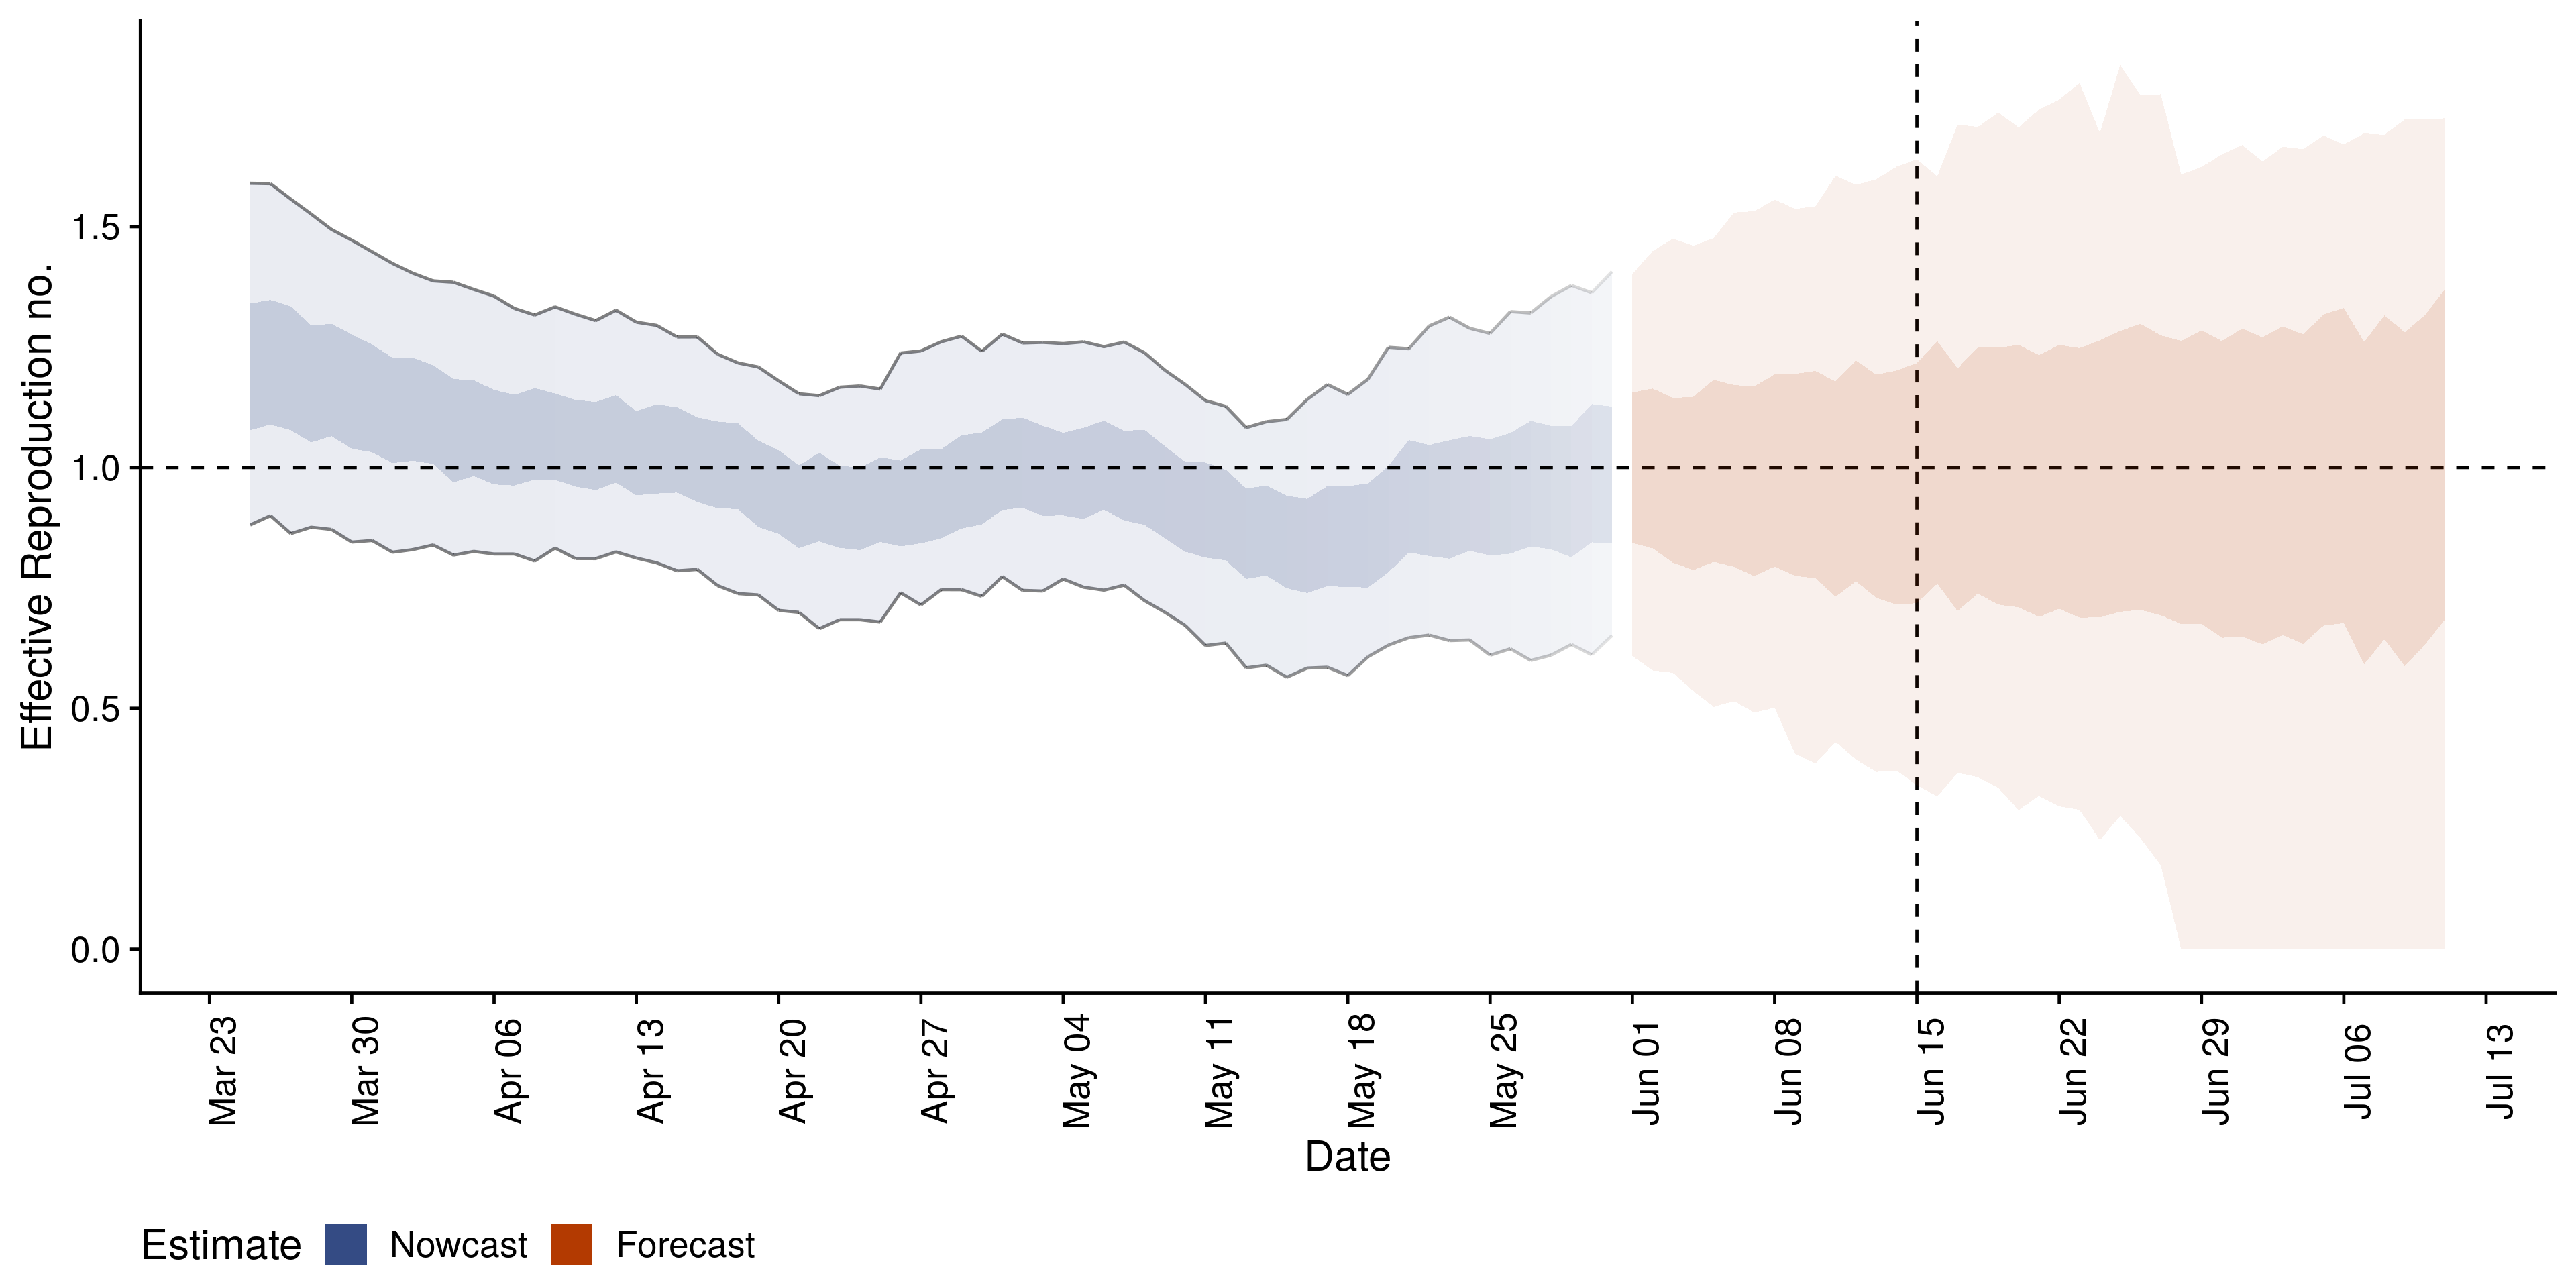 Effective Reproduction no.
1.5
1.0
0.5
0.0
Mar 23
Mar 30
Apr 06
Apr 13
Apr 20
Apr 27
May 04
May 11
May 18
May 25
Jun 01
Jun 08
Jun 15
Jun 22
Jun 29
Jul 06
Jul 13
Date
Estimate Nowcast Forecast